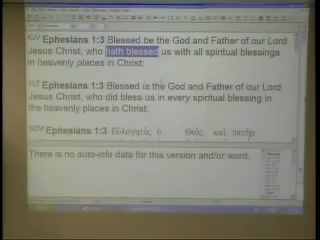 KJV Ephesians 1:3 Blessed be the God and Father of our Lord
Jesus Christ, who hath blessed us with all spiritual blessings
in heavenly places in Christ:
YLT Ephesians 1:3 Blessed is the God and Father of our Lord
Jesus Christ, who did bless us in every spiritual blessing in
the heavenly places in Christ,
Ephesians 1:3 Εὐλογητὸς ὁ Θεὸς καὶ πατὴρ
There is no auto-info data for this version and/or word.